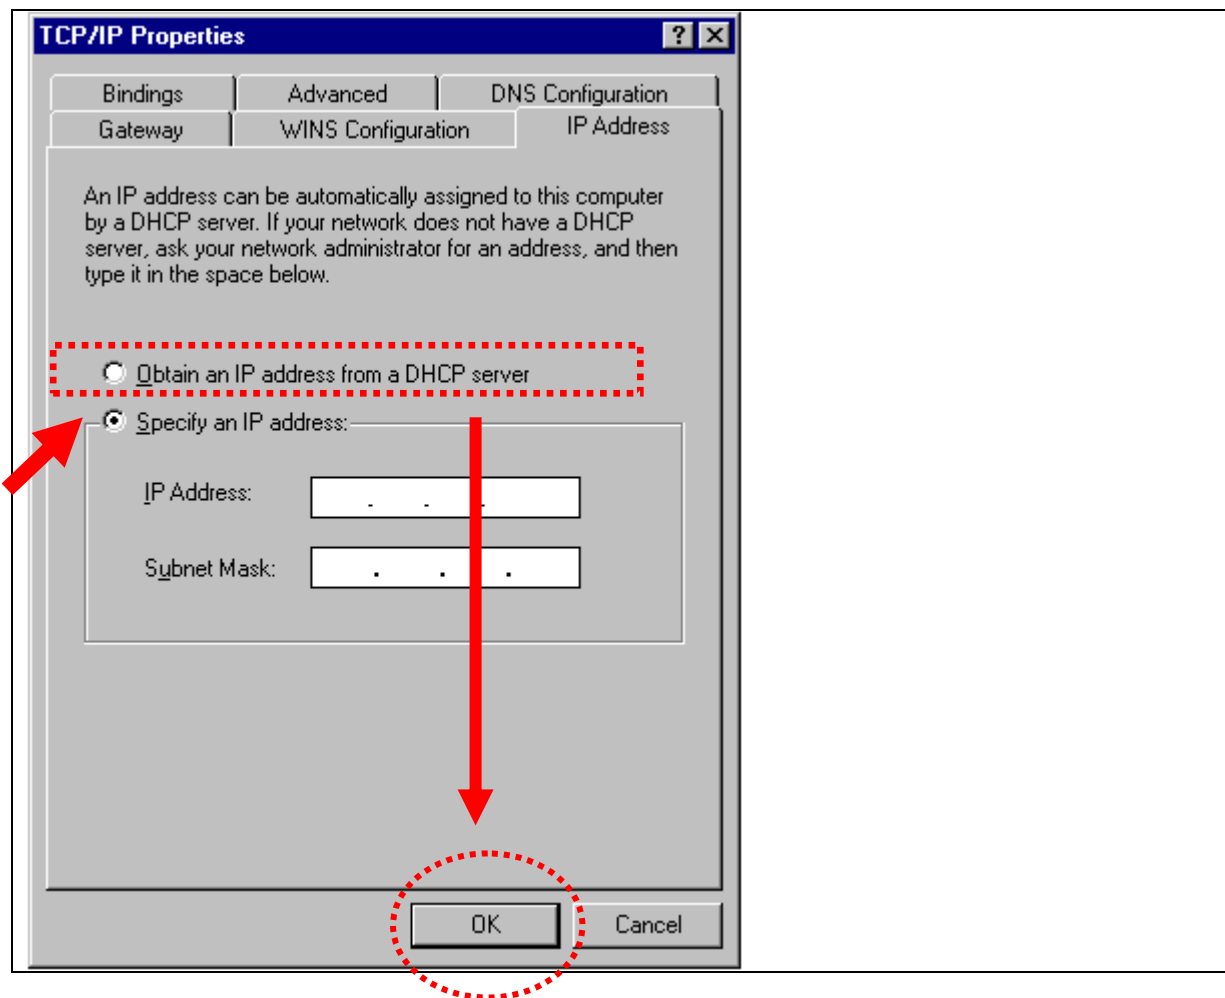 TCP/IP Properties
Bindings Advanced DNS Configuration
Gateway WINS Configuration IP Address
An IP address can be automatically assigned to this computer
by a DHCP server. If your network does not have a DHCP
server, ask your network administrator for an address, and then
type it in the space below.
Obtain an IP address from a DHCP server
Specify an IP address:
IP Address: . . .
Subnet Mask: . . .
OK Cancel